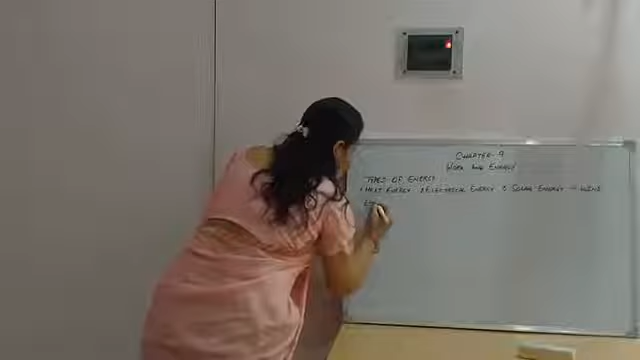 CHAPTER-9
WORK AND ENERGY
TYPES OF ENERGY
1 HEAT ENERGY 2 ELECTRICAL ENERGY 3 SOLAR ENERGY 4 WIND